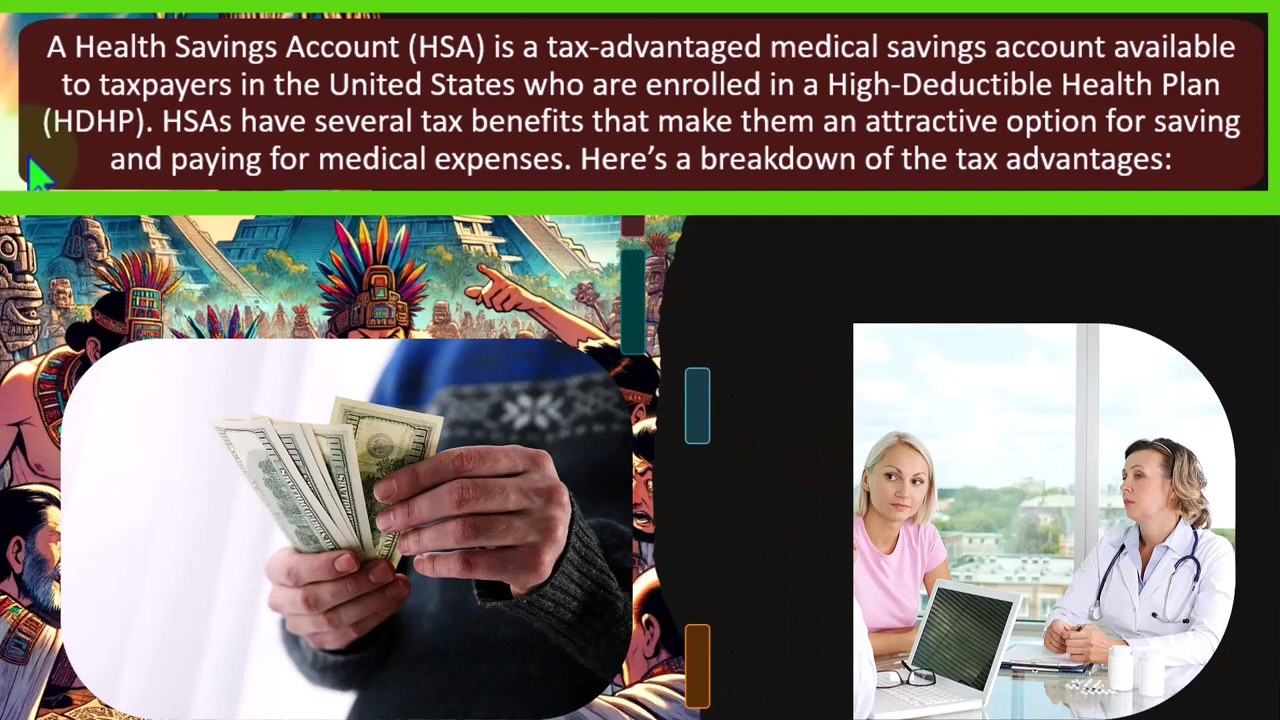 A Health Savings Account (HSA) is a tax-advantaged medical savings account available
to taxpayers in the United States who are enrolled in a High-Deductible Health Plan
(HDHP). HSAs have several tax benefits that make them an attractive option for saving
and paying for medical expenses. Here’s a breakdown of the tax advantages: